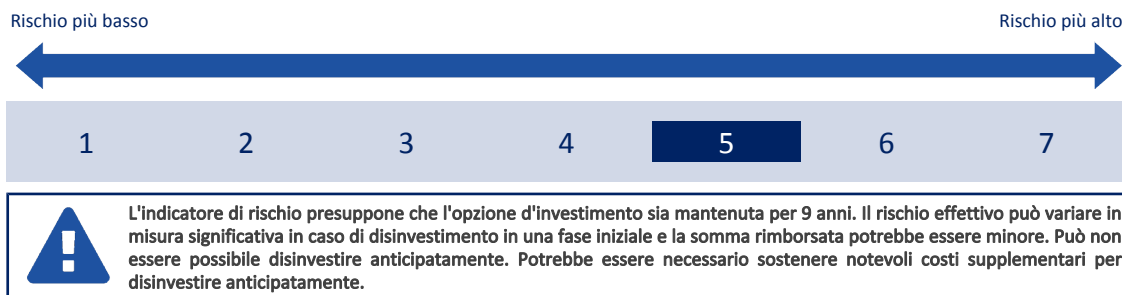 Rischio più basso Rischio più alto
1 2 3 4 5 6 7
L'indicatore di rischio presuppone che l'opzione d'investimento sia mantenuta per 9 anni. Il rischio effettivo può variare in
misura significativa in caso di disinvestimento in una fase iniziale e la somma rimborsata potrebbe essere minore. Può non
essere possibile disinvestire anticipatamente. Potrebbe essere necessario sostenere notevoli costi supplementari per
disinvestire anticipatamente.